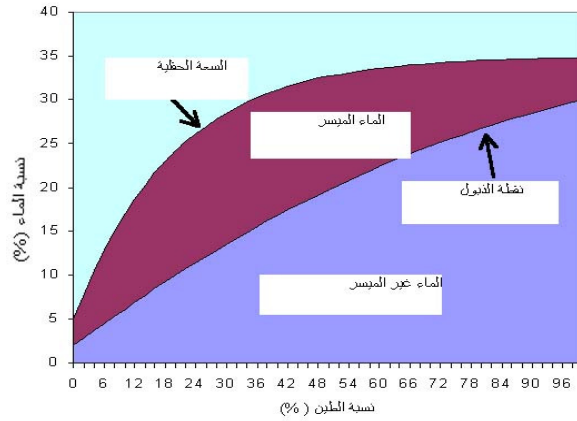 40
35
30
25
20
15
10
5
0
نسبة الماء (%)
السعة الحقلية
الماء الميسر
نقطة الذبول
الماء غير الميسر
0 6 12 18 24 30 36 42 48 54 60 66 72 78 84 90 96
نسبة الطين ( %)